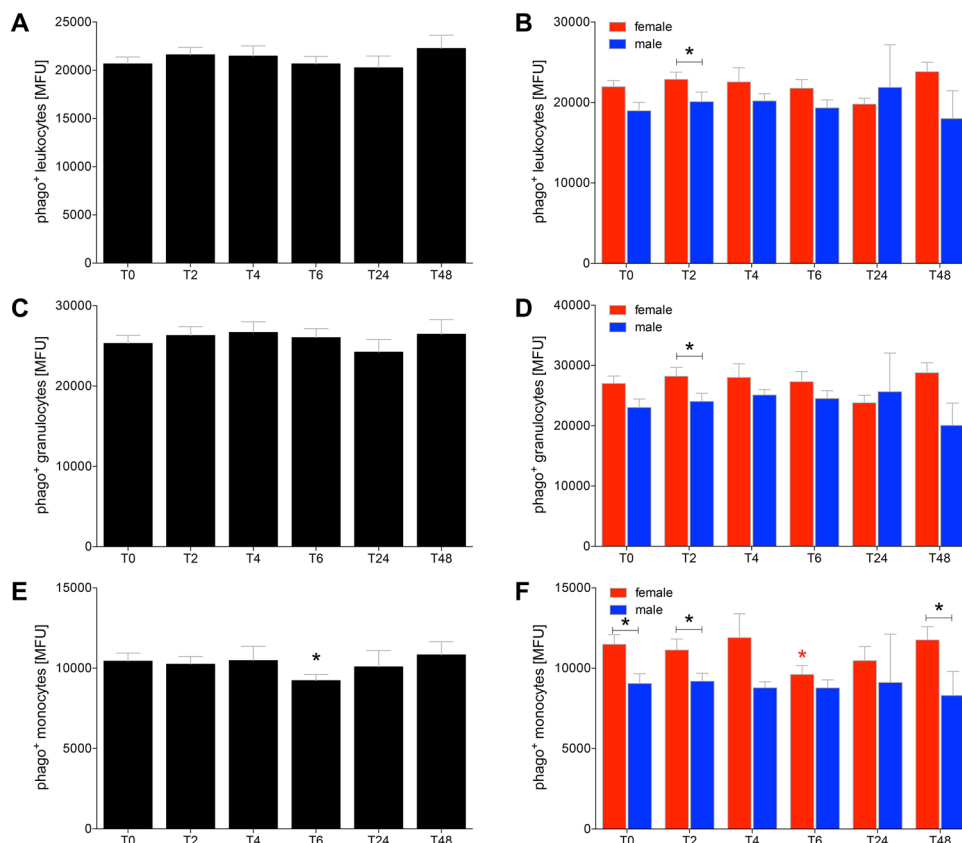 A
phago⁺ leukocytes [MFU]
25000
20000
15000
10000
5000
0
T0 T2 T4 T6 T24 T48
B
female
male
phago⁺ leukocytes [MFU]
30000
20000
10000
0
*
T0 T2 T4 T6 T24 T48
C
phago⁺ granulocytes [MFU]
30000
20000
10000
0
T0 T2 T4 T6 T24 T48
D
female
male
phago⁺ granulocytes [MFU]
40000
30000
20000
10000
0
*
T0 T2 T4 T6 T24 T48
E
phago⁺ monocytes [MFU]
15000
10000
5000
0
*
T0 T2 T4 T6 T24 T48
F
female
male
phago⁺ monocytes [MFU]
15000
10000
5000
0
* * * *
T0 T2 T4 T6 T24 T48